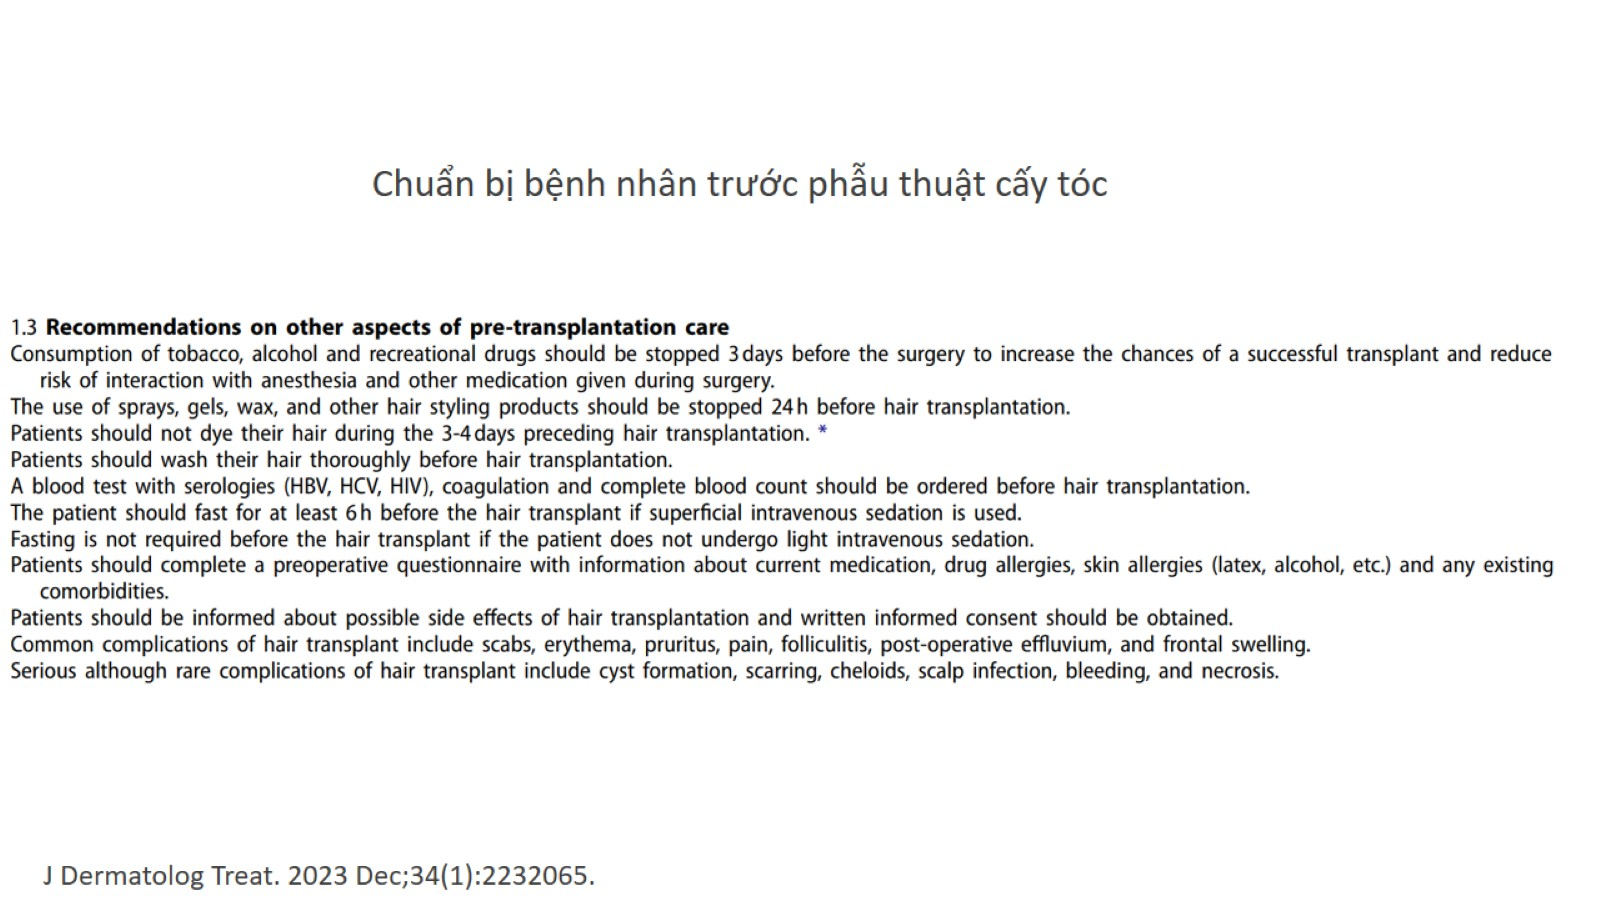 Chuẩn bị bệnh nhân trước phẫu thuật cấy tóc
1.3 Recommendations on other aspects of pre-transplantation care
Consumption of tobacco, alcohol and recreational drugs should be stopped 3 days before the surgery to increase the chances of a successful transplant and reduce
risk of interaction with anesthesia and other medication given during surgery.
The use of sprays, gels, wax, and other hair styling products should be stopped 24 h before hair transplantation.
Patients should not dye their hair during the 3-4 days preceding hair transplantation. *
Patients should wash their hair thoroughly before hair transplantation.
A blood test with serologies (HBV, HCV, HIV), coagulation and complete blood count should be ordered before hair transplantation.
The patient should fast for at least 6 h before the hair transplant if superficial intravenous sedation is used.
Fasting is not required before the hair transplant if the patient does not undergo light intravenous sedation.
Patients should complete a preoperative questionnaire with information about current medication, drug allergies, skin allergies (latex, alcohol, etc.) and any existing
comorbidities.
Patients should be informed about possible side effects of hair transplantation and written informed consent should be obtained.
Common complications of hair transplant include scabs, erythema, pruritus, pain, folliculitis, post-operative effluvium, and frontal swelling.
Serious although rare complications of hair transplant include cyst formation, scarring, cheloids, scalp infection, bleeding, and necrosis.
J Dermatolog Treat. 2023 Dec;34(1):2232065.